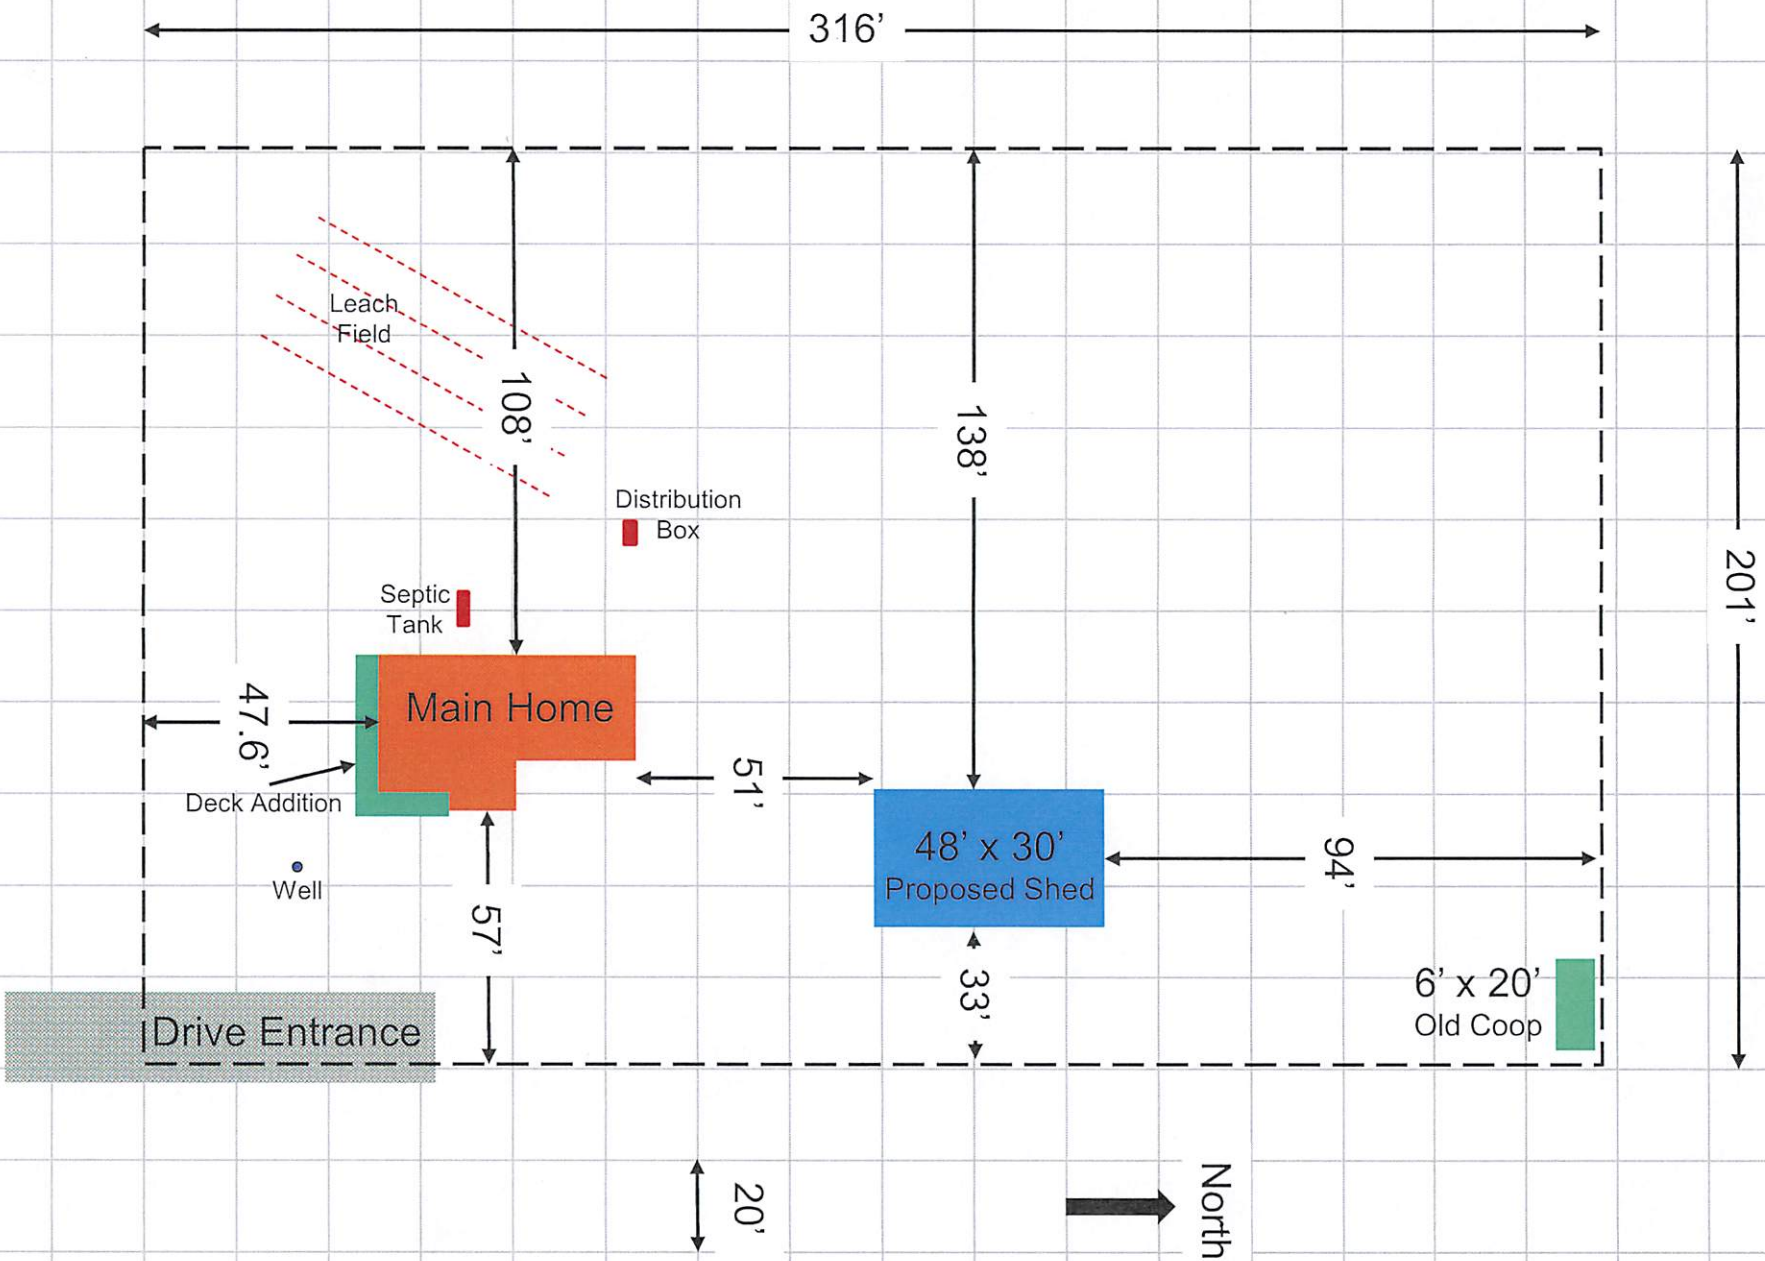 316’
Leach
Field
108’
138’
Distribution
Box
201’
Septic
Tank
Main Home
47.6’
51’
Deck Addition
48’ x 30’
Proposed Shed
94’
Well
57’
33’
6’ x 20’
Old Coop
Drive Entrance
20’
North